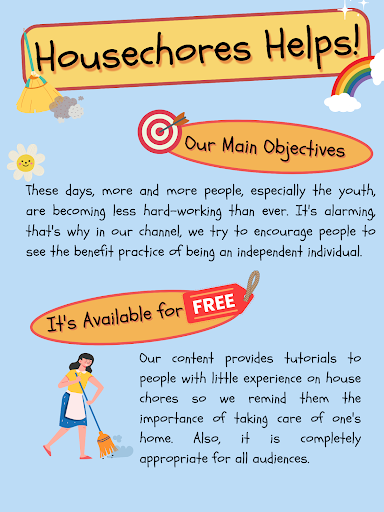 Housechores Helps!
Our Main Objectives
These days, more and more people, especially the youth,
are becoming less hard-working than ever. It's alarming,
that's why in our channel, we try to encourage people to
see the benefit practice of being an independent individual.
It's Available for FREE
Our content provides tutorials to
people with little experience on house
chores so we remind them the
importance of taking care of one's
home. Also, it is completely
appropriate for all audiences.